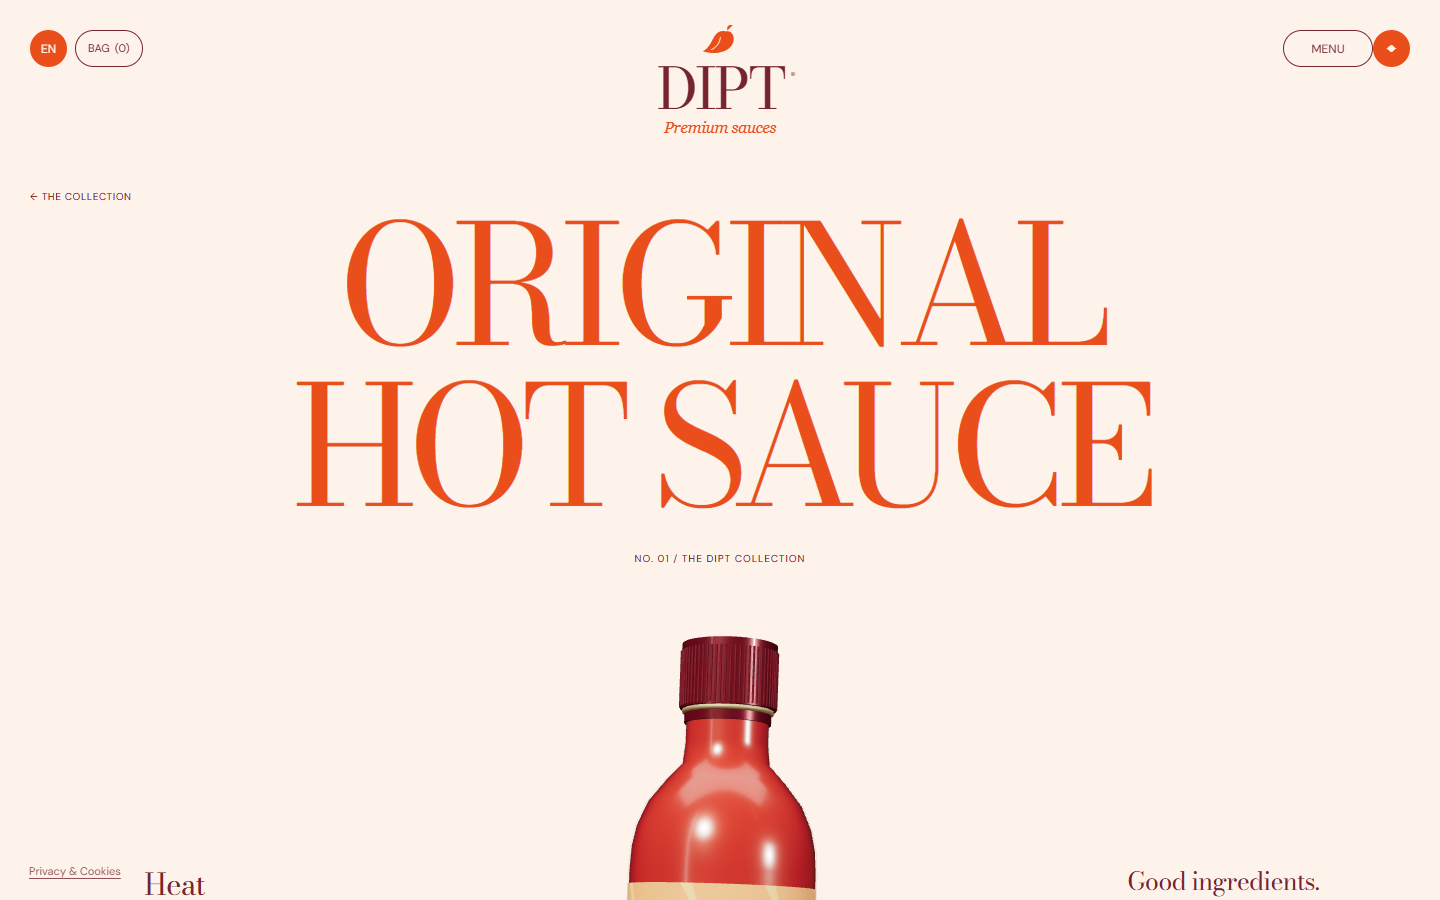 EN
BAG (0)
DIPT
Premium sauces
MENU
← THE COLLECTION
ORIGINAL
HOT SAUCE
NO. 01 / THE DIPT COLLECTION
Privacy & Cookies
Heat
Good ingredients.